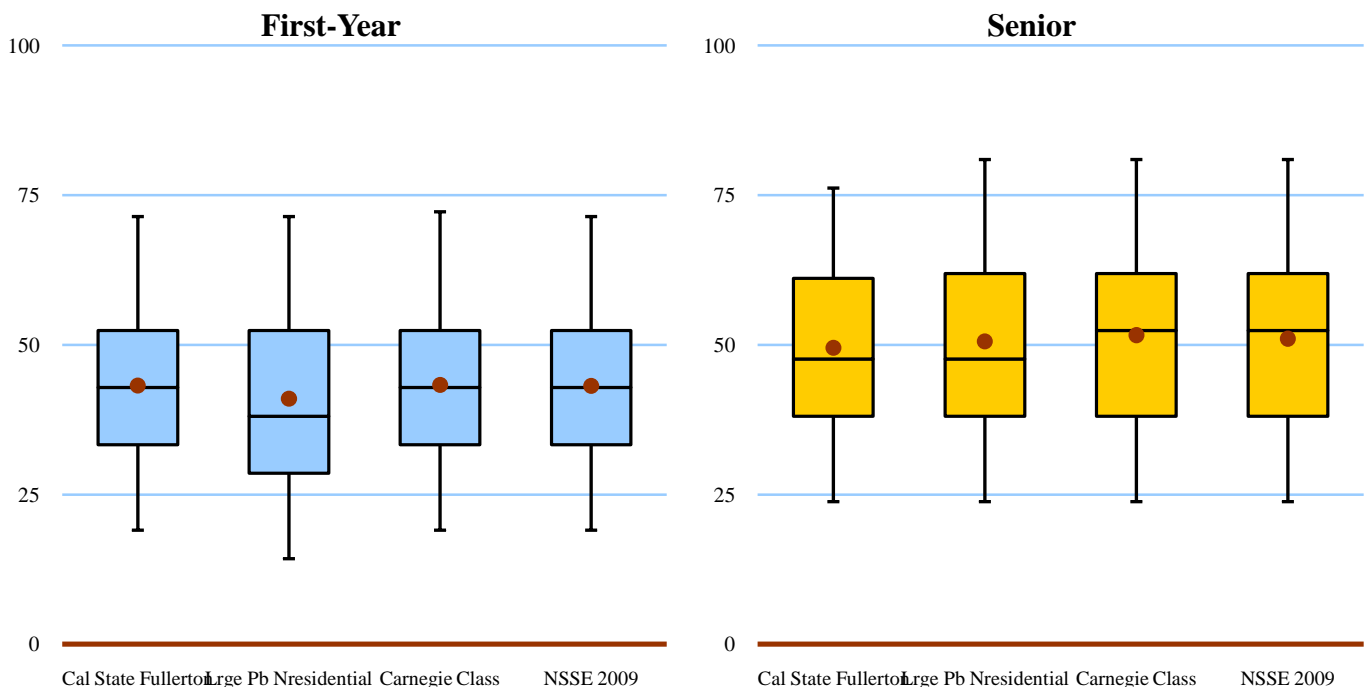 First-Year
100
75
50
25
0
Cal State Fullerton Lrge Pb Nresidential Carnegie Class NSSE 2009
Senior
100
75
50
25
0
Cal State Fullerton Lrge Pb Nresidential Carnegie Class NSSE 2009